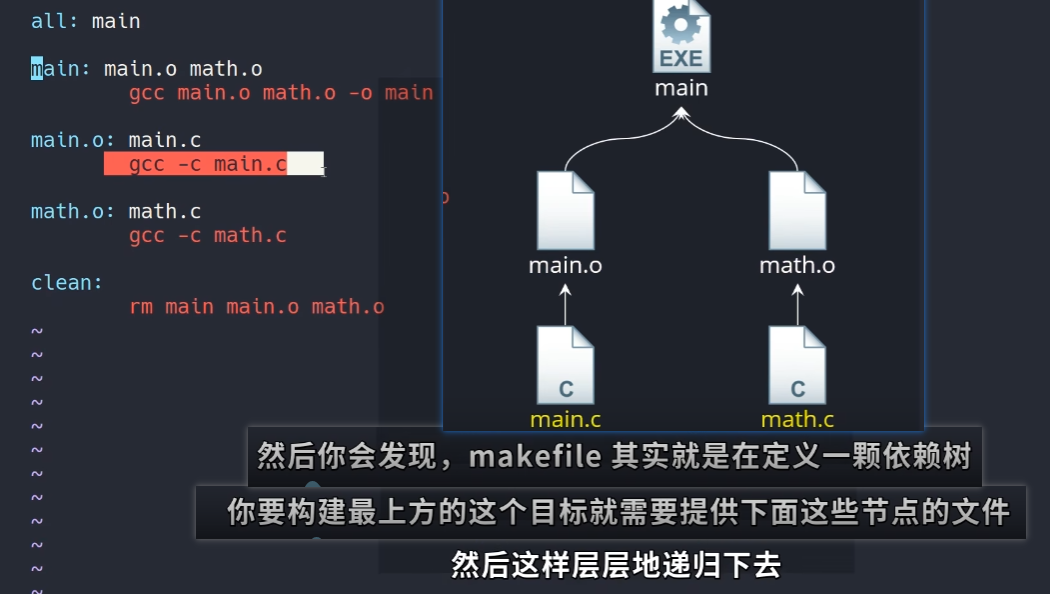 all: main
main: main.o math.o
gcc main.o math.o -o main
main.o: main.c
gcc -c main.c
math.o: math.c
gcc -c math.c
clean:
rm main main.o math.o
~
~
~
~
~
~
~
~
~
~
~
~
EXE
main
o
main.o
math.o
C
C
main.c
math.c
然后你会发现，makefile 其实就是在定义一颗依赖树
你要构建最上方的这个目标就需要提供下面这些节点的文件
然后这样层层地递归下去